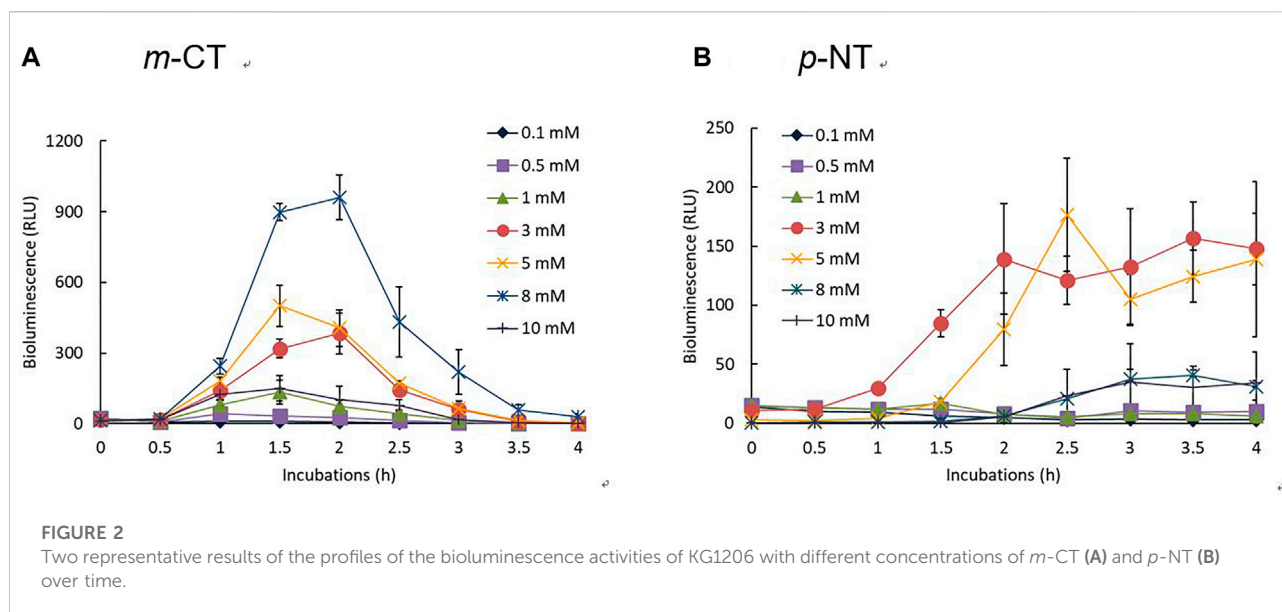 A m-CT ↵
B p-NT ↵
1200
900
600
300
0
Bioluminescence (RLU)
0 0.5 1 1.5 2 2.5 3 3.5 4
Incubations (h)
↵
0.1 mM
0.5 mM
1 mM
3 mM
5 mM
8 mM
10 mM
250
200
150
100
50
0
Bioluminescence (RLU)
0 0.5 1 1.5 2 2.5 3 3.5 4
Incubations (h)
↵
0.1 mM
0.5 mM
1 mM
3 mM
5 mM
8 mM
10 mM
FIGURE 2
Two representative results of the profiles of the bioluminescence activities of KG1206 with different concentrations of m-CT (A) and p-NT (B)
over time.